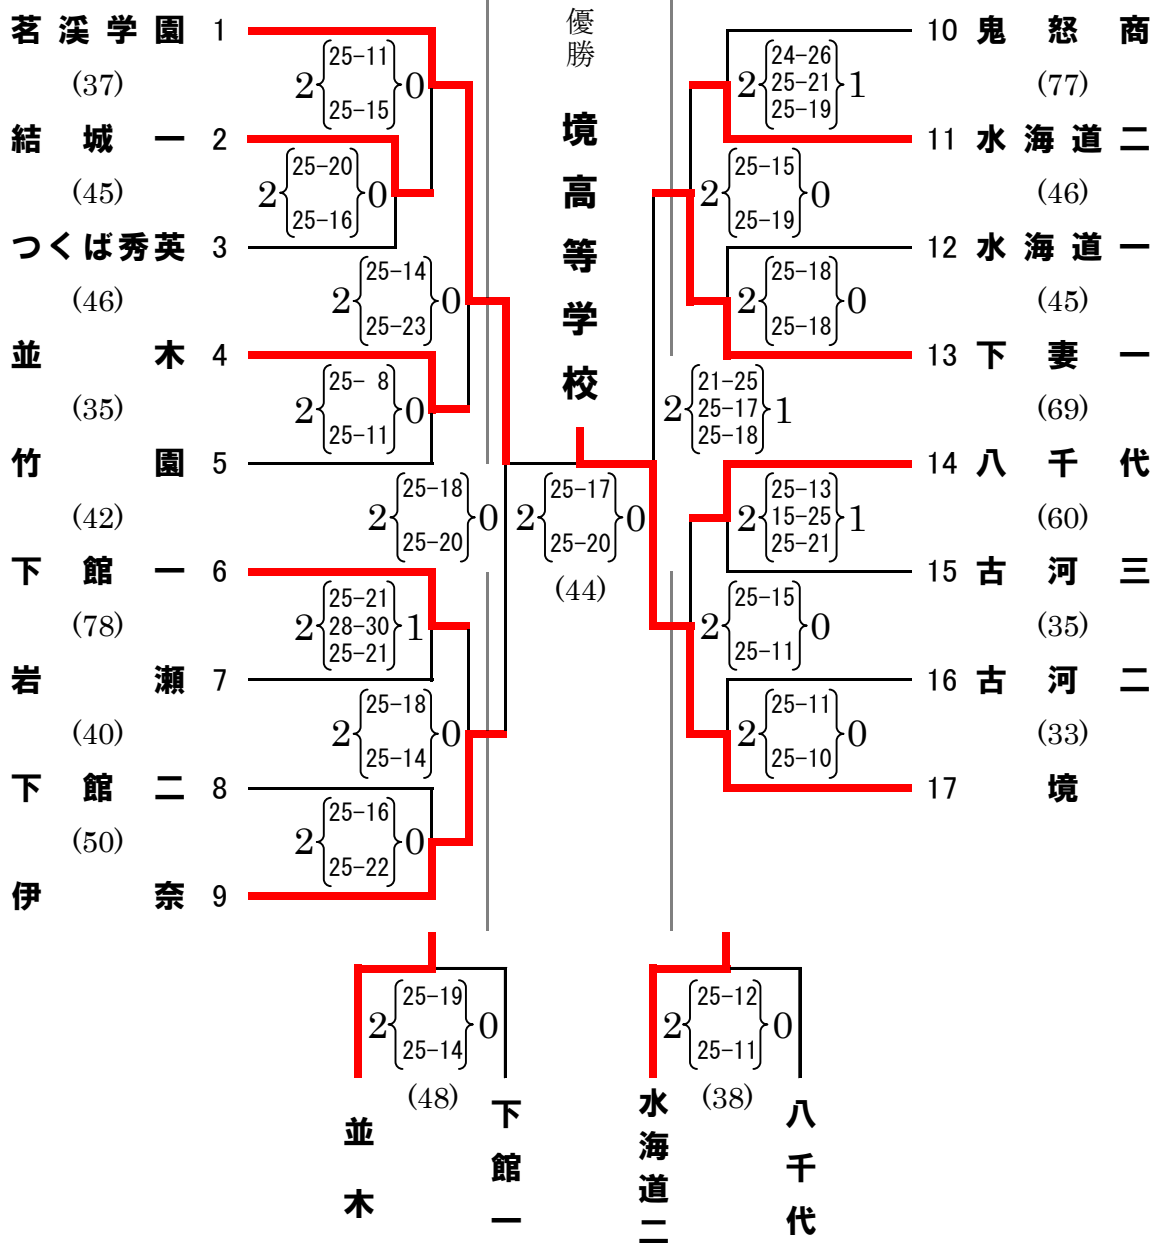 優勝
境高等学校
茗渓学園 1
(37)
結城一 2
(45)
つくば秀英 3
(46)
並木 4
(35)
竹園 5
(42)
下館一 6
(78)
岩瀬 7
(40)
下館二 8
(50)
伊奈 9
2 25-11 0
25-15
2 25-20 0
25-16
2 25-14 0
25-23
2 25- 8 0
25-11
2 25-18 0
25-20
2 25-21 1
28-30
25-21
2 25-18 0
25-14
2 25-16 0
25-22
2 25-17 0
25-20
(44)
10 鬼怒商
(77)
11 水海道二
(46)
12 水海道一
(45)
13 下妻一
(69)
14 八千代
(60)
15 古河三
(35)
16 古河二
(33)
17 境
2 24-26 1
25-21
25-19
2 25-15 0
25-19
2 25-18 0
25-18
2 21-25 1
25-17
25-18
2 25-13 1
15-25
25-21
2 25-15 0
25-11
2 25-11 0
25-10
2 25-19 0
25-14
(48)
並木
下館一
2 25-12 0
25-11
(38)
水海道二
八千代